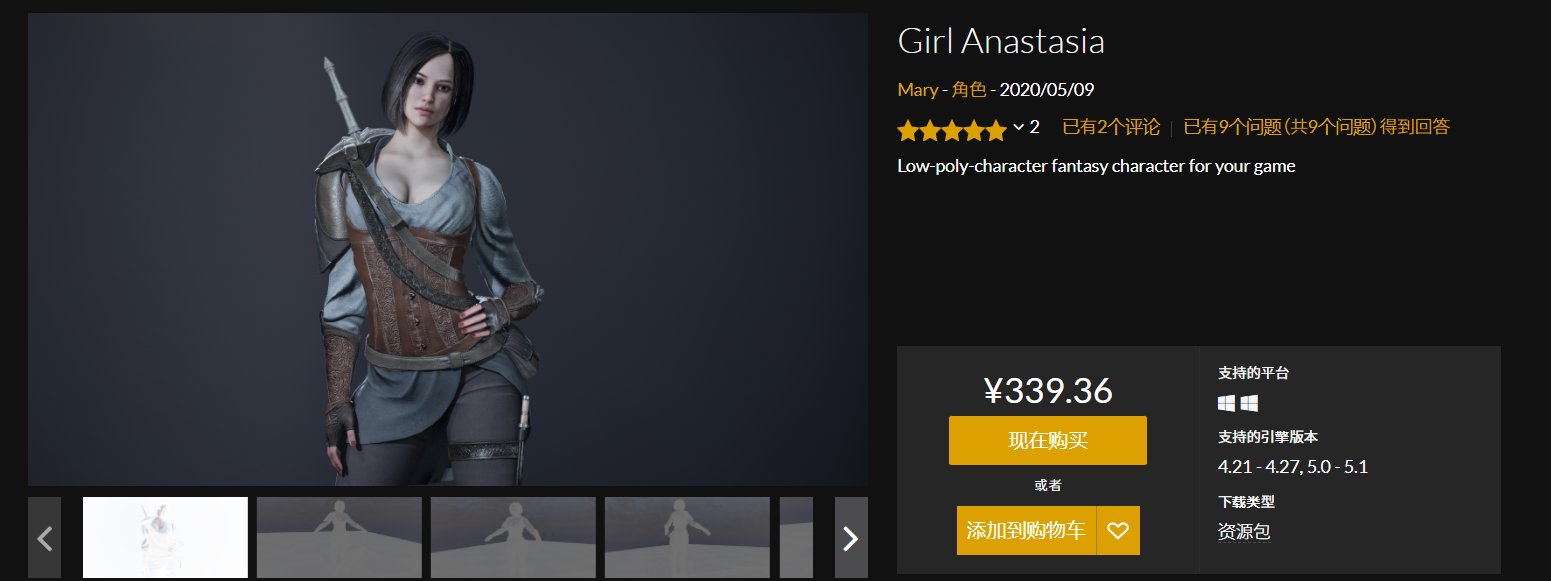 Girl Anastasia
Mary - 角色 - 2020/05/09
2 已有2个评论 | 已有9个问题 (共9个问题) 得到回答
Low-poly-character fantasy character for your game
¥339.36
现在购买
或者
添加到购物车
支持的平台
支持的引擎版本
4.21 - 4.27, 5.0 - 5.1
下载类型
资源包